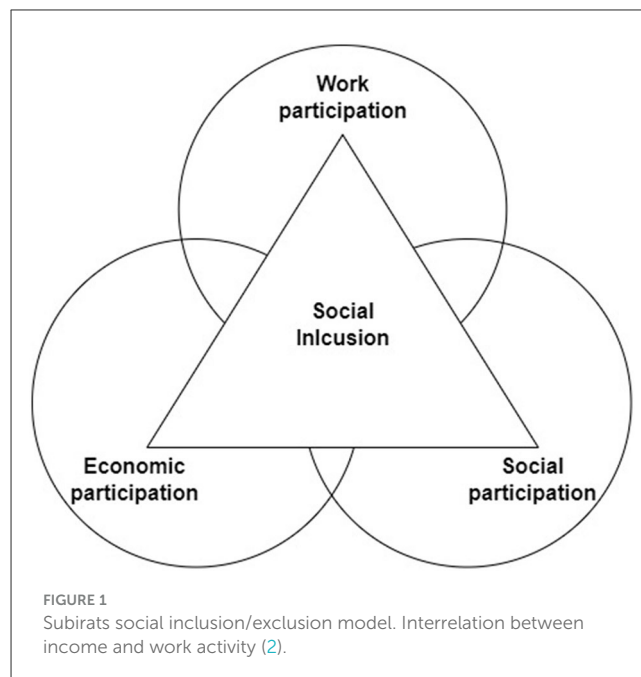 Work
participation
Social
Inlcusion
Economic
participation
Social
participation
FIGURE 1
Subirats social inclusion/exclusion model. Interrelation between
income and work activity (2).